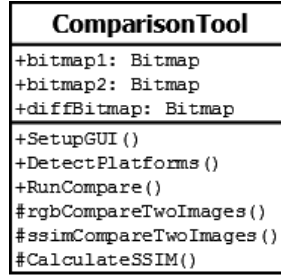 ComparisonTool
+bitmap1: Bitmap
+bitmap2: Bitmap
+diffBitmap: Bitmap
+SetupGUI()
+DetectPlatforms()
+RunCompare()
#rgbCompareTwoImages()
#ssimCompareTwoImages()
#CalculateSSIM()